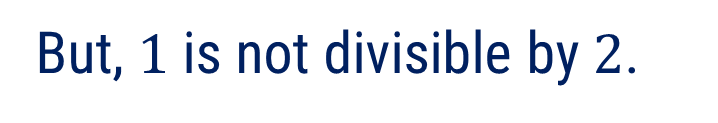 But, 1 is not divisible by 2.